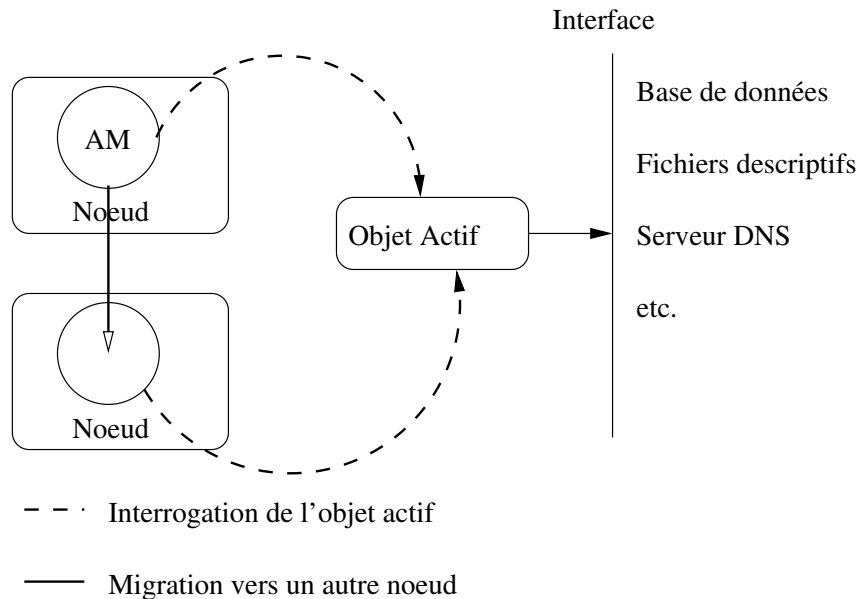 Interface
Base de données
AM
Fichiers descriptifs
Noeud
Objet Actif
Serveur DNS
etc.
Noeud
Interrogation de l'objet actif
Migration vers un autre noeud